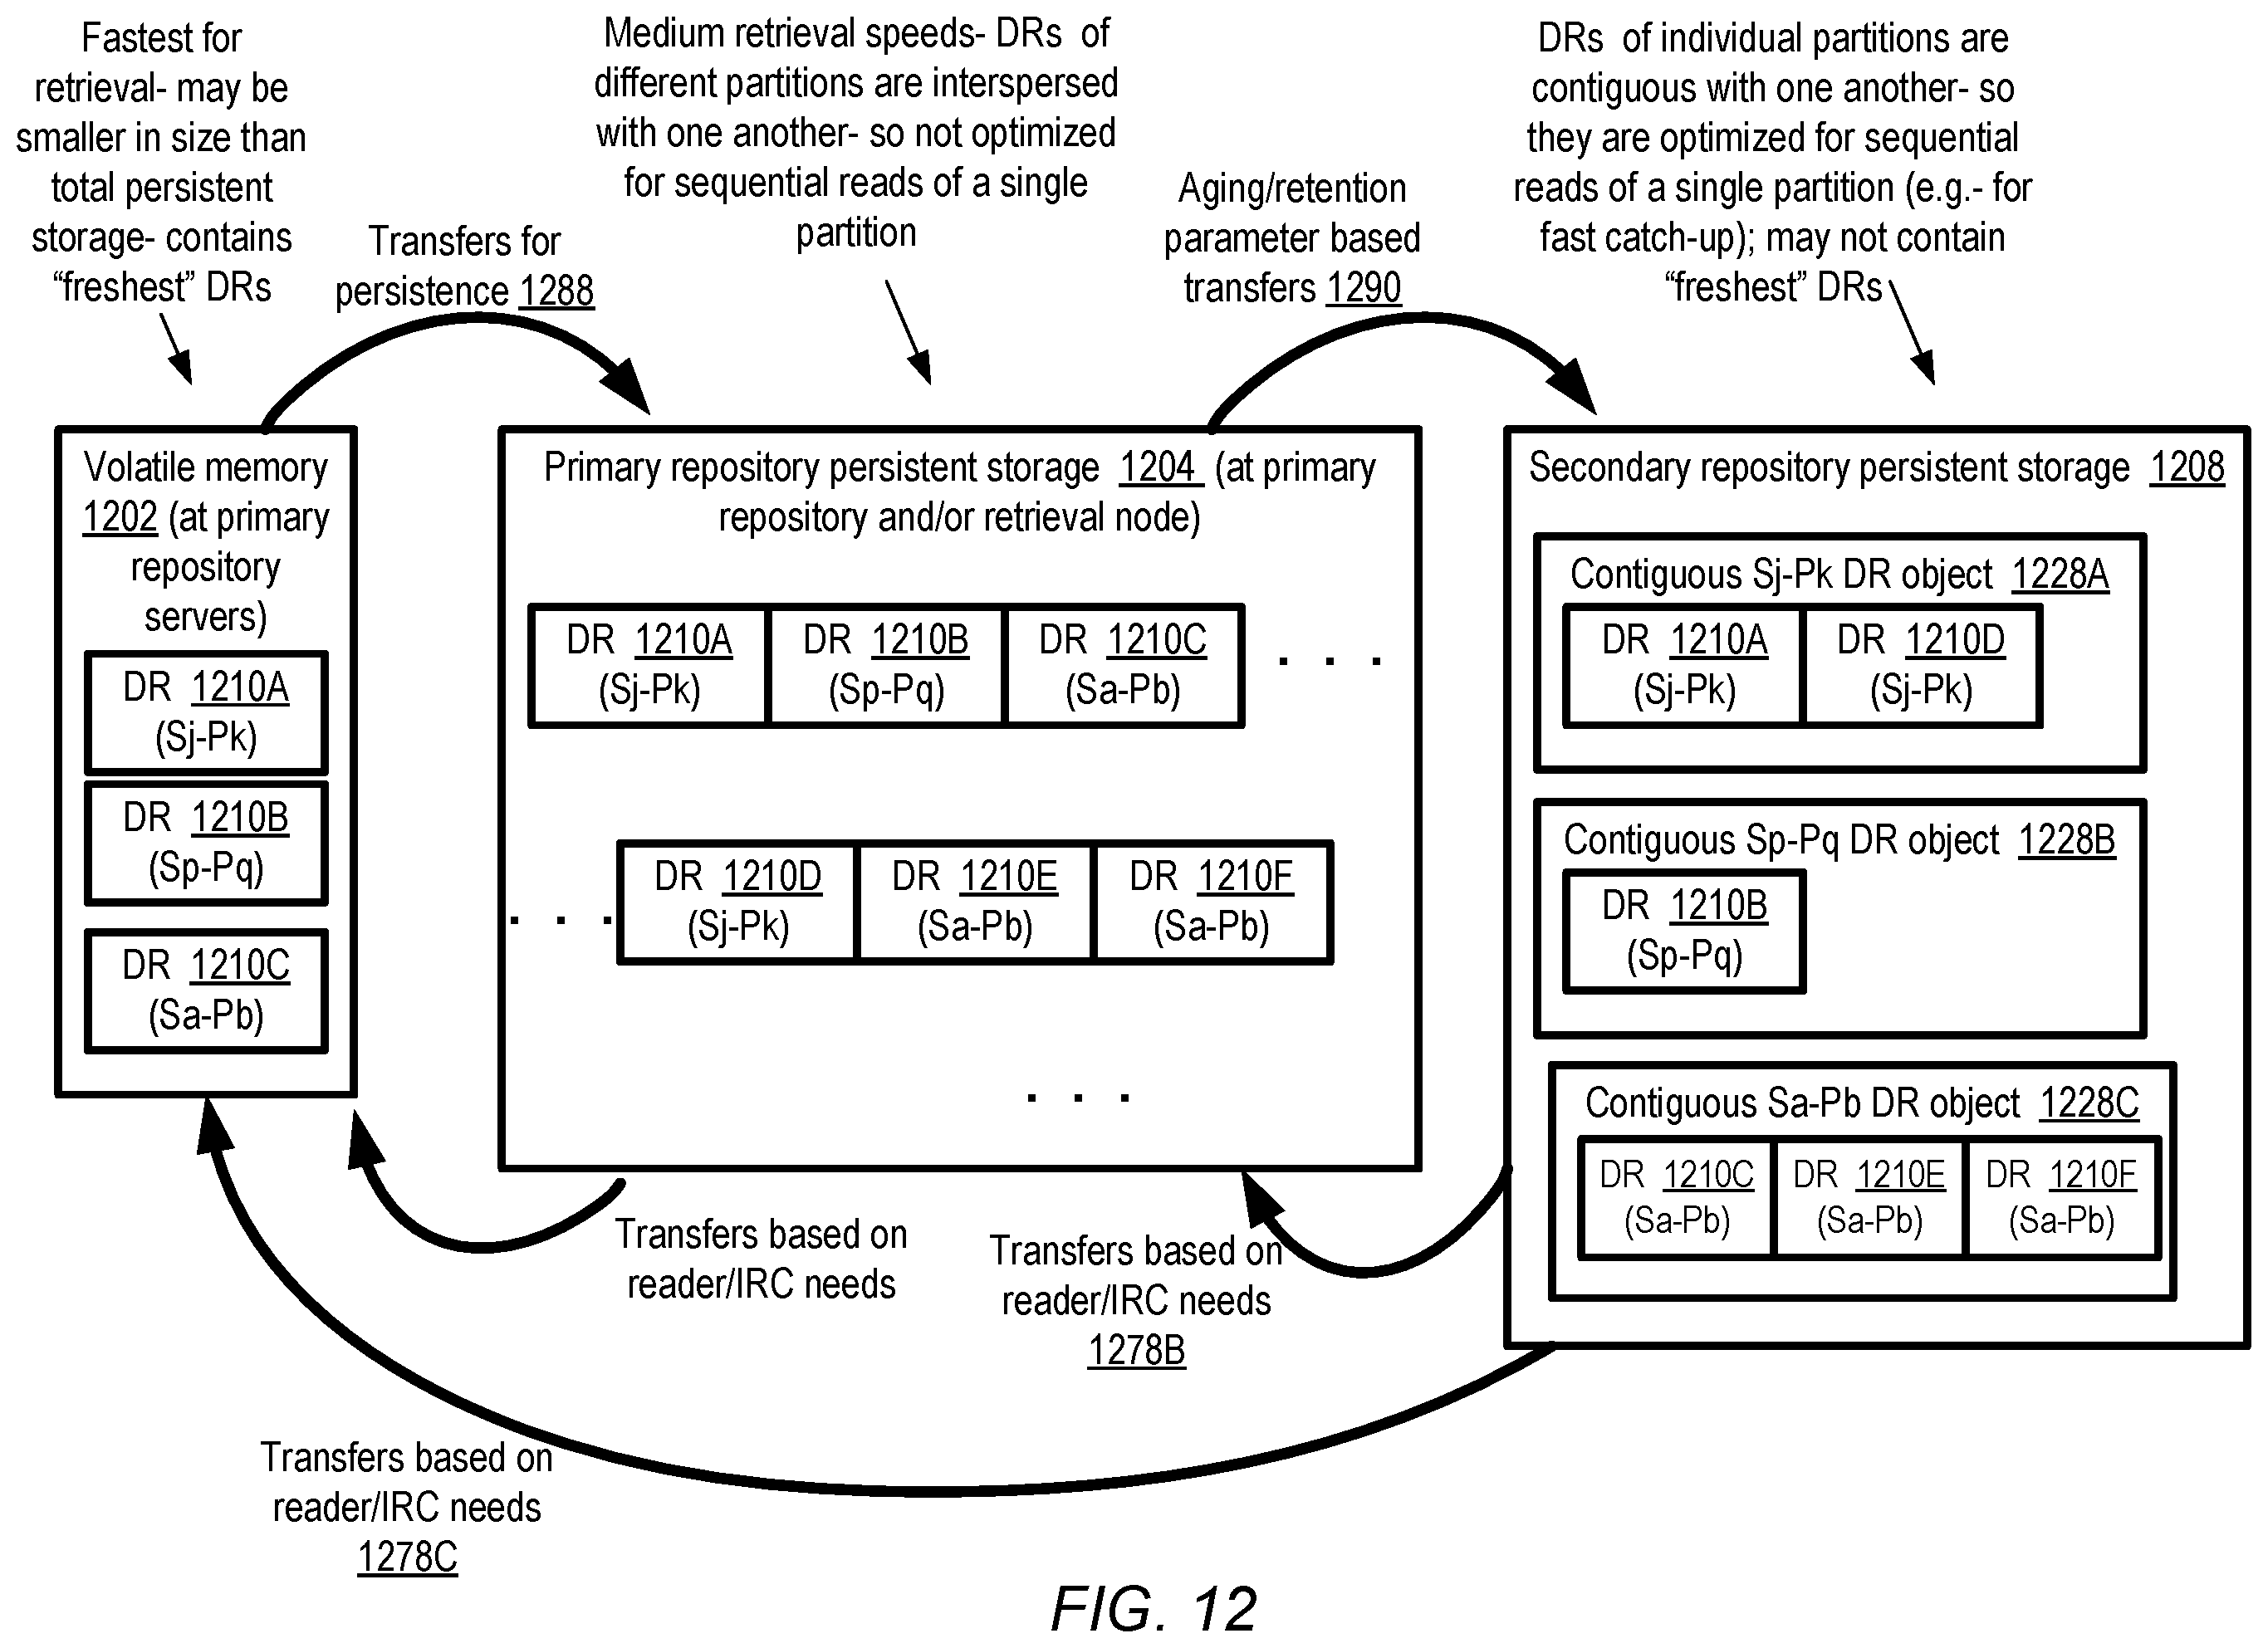 Fastest for
retrieval- may be
smaller in size than
total persistent
storage- contains
“freshest” DRs
Transfers for
persistence 1288
Medium retrieval speeds- DRs of
different partitions are interspersed
with one another- so not optimized
for sequential reads of a single
partition
Aging/retention
parameter based
transfers 1290
DRs of individual partitions are
contiguous with one another- so
they are optimized for sequential
reads of a single partition (e.g.- for
fast catch-up); may not contain
“freshest” DRs
Volatile memory
1202 (at primary
repository
servers)
DR 1210A
(Sj-Pk)
DR 1210B
(Sp-Pq)
DR 1210C
(Sa-Pb)
Primary repository persistent storage 1204 (at primary
repository and/or retrieval node)
DR 1210A
(Sj-Pk)
DR 1210B
(Sp-Pq)
DR 1210C
(Sa-Pb)
. . .
. . .
DR 1210D
(Sj-Pk)
DR 1210E
(Sa-Pb)
DR 1210F
(Sa-Pb)
. . .
Secondary repository persistent storage 1208
Contiguous Sj-Pk DR object 1228A
DR 1210A
(Sj-Pk)
DR 1210D
(Sj-Pk)
Contiguous Sp-Pq DR object 1228B
DR 1210B
(Sp-Pq)
Contiguous Sa-Pb DR object 1228C
DR 1210C
(Sa-Pb)
DR 1210E
(Sa-Pb)
DR 1210F
(Sa-Pb)
Transfers based on
reader/IRC needs
Transfers based on
reader/IRC needs
1278B
Transfers based on
reader/IRC needs
1278C
FIG. 12